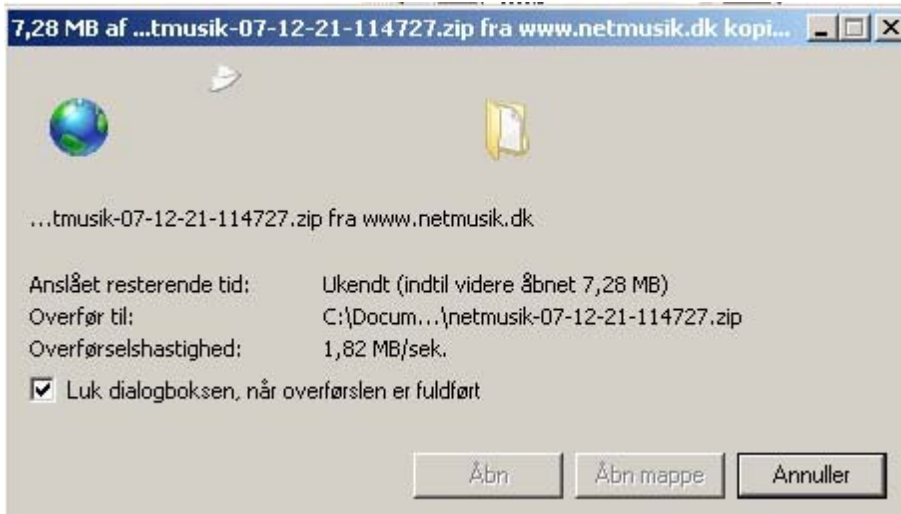 7,28 MB af ...tmusik-07-12-21-114727.zip fra www.netmusik.dk kopi...
...tmusik-07-12-21-114727.zip fra www.netmusik.dk
Anslået resterende tid: Ukendt (indtil videre åbnet 7,28 MB)
Overfør til: C:\Docum...\netmusik-07-12-21-114727.zip
Overførselshastighed: 1,82 MB/sek.
Luk dialogboksen, når overførslen er fuldført
Åbn Åbn mappe Annuller